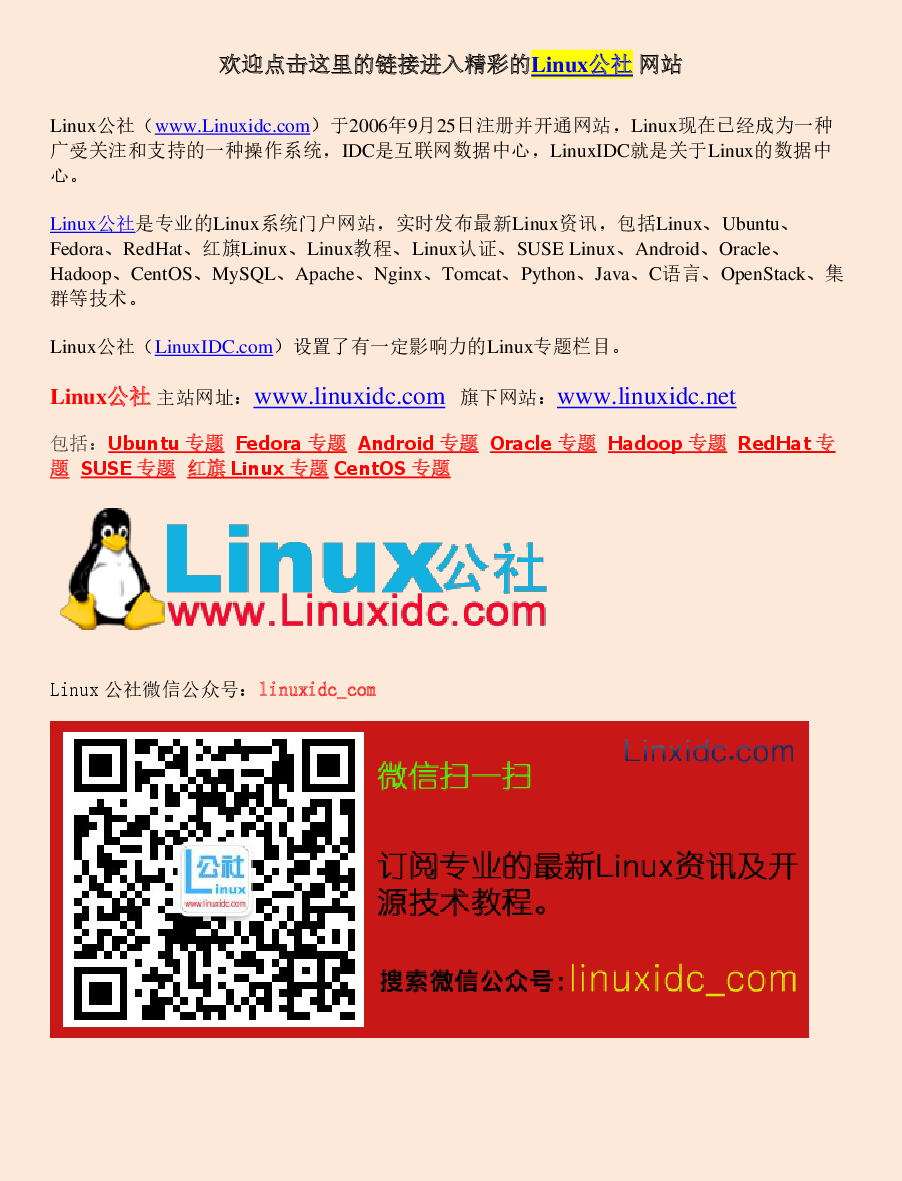 欢迎点击这里的链接进入精彩的Linux公社 网站
Linux公社（www.Linuxidc.com）于2006年9月25日注册并开通网站，Linux现在已经成为一种
广受关注和支持的一种操作系统，IDC是互联网数据中心，LinuxIDC就是关于Linux的数据中
心。
Linux公社是专业的Linux系统门户网站，实时发布最新Linux资讯，包括Linux、Ubuntu、
Fedora、RedHat、红旗Linux、Linux教程、Linux认证、SUSE Linux、Android、Oracle、
Hadoop、CentOS、MySQL、Apache、Nginx、Tomcat、Python、Java、C语言、OpenStack、集
群等技术。
Linux公社（LinuxIDC.com）设置了有一定影响力的Linux专题栏目。
Linux公社 主站网址：www.linuxidc.com 旗下网站：www.linuxidc.net
包括：Ubuntu 专题 Fedora 专题 Android 专题 Oracle 专题 Hadoop 专题 RedHat 专
题 SUSE 专题 红旗 Linux 专题 CentOS 专题
Linux公社
www.Linuxidc.com
Linux 公社微信公众号：linuxidc_com
Linxidc.com
微信扫一扫
公社
Linux
www.linuxidc.com
订阅专业的最新Linux资讯及开
源技术教程。
搜索微信公众号:linuxidc_com